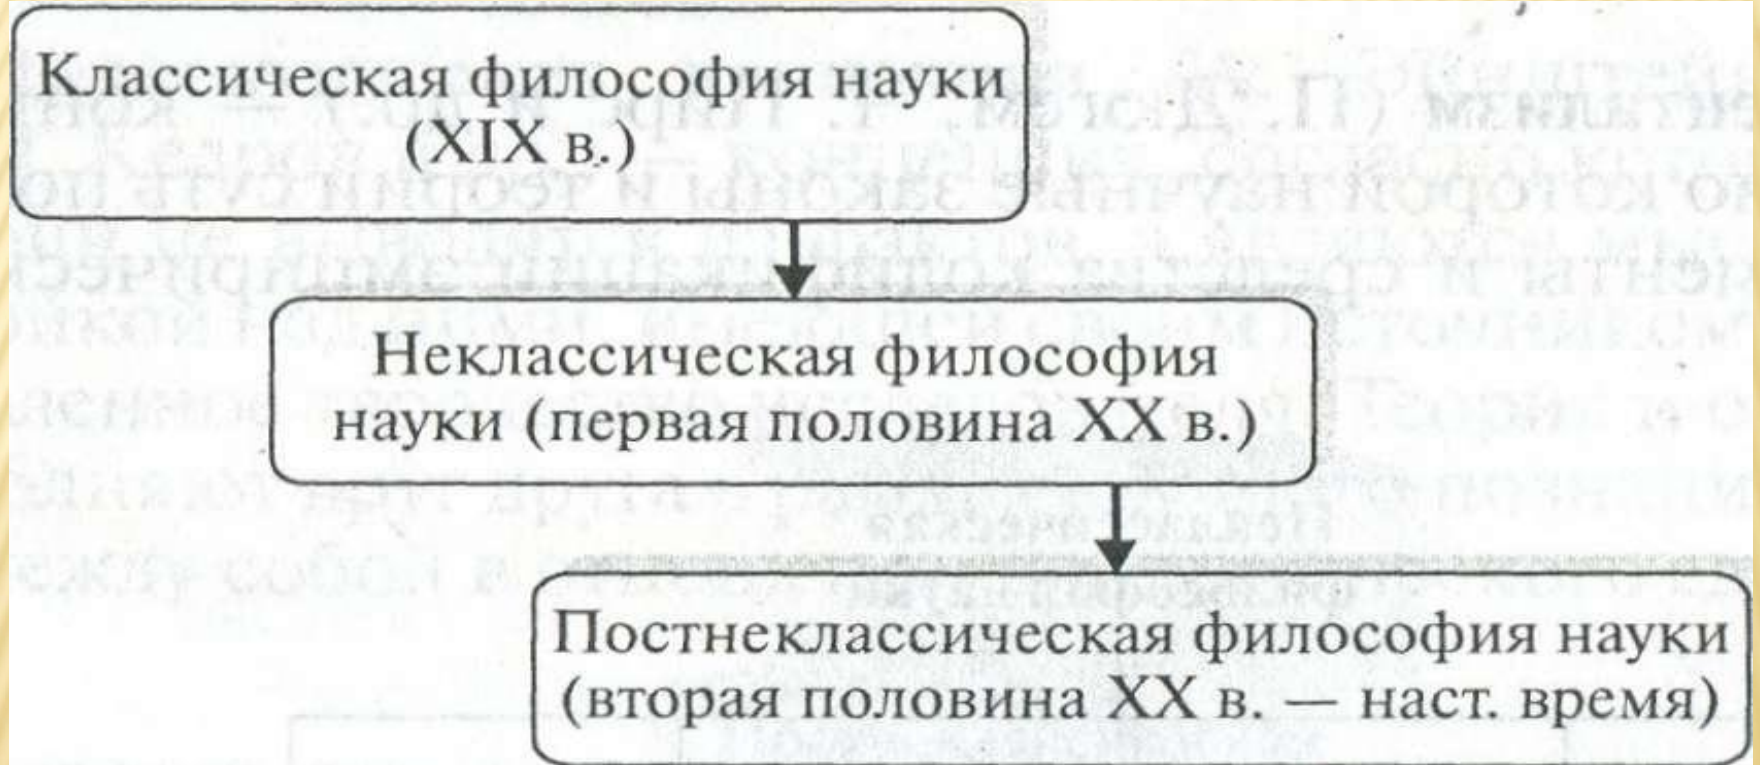 Классическая философия науки
(XIX в.)
Неклассическая философия
науки (первая половина XX в.)
Постнеклассическая философия науки
(вторая половина XX в. — наст. время)